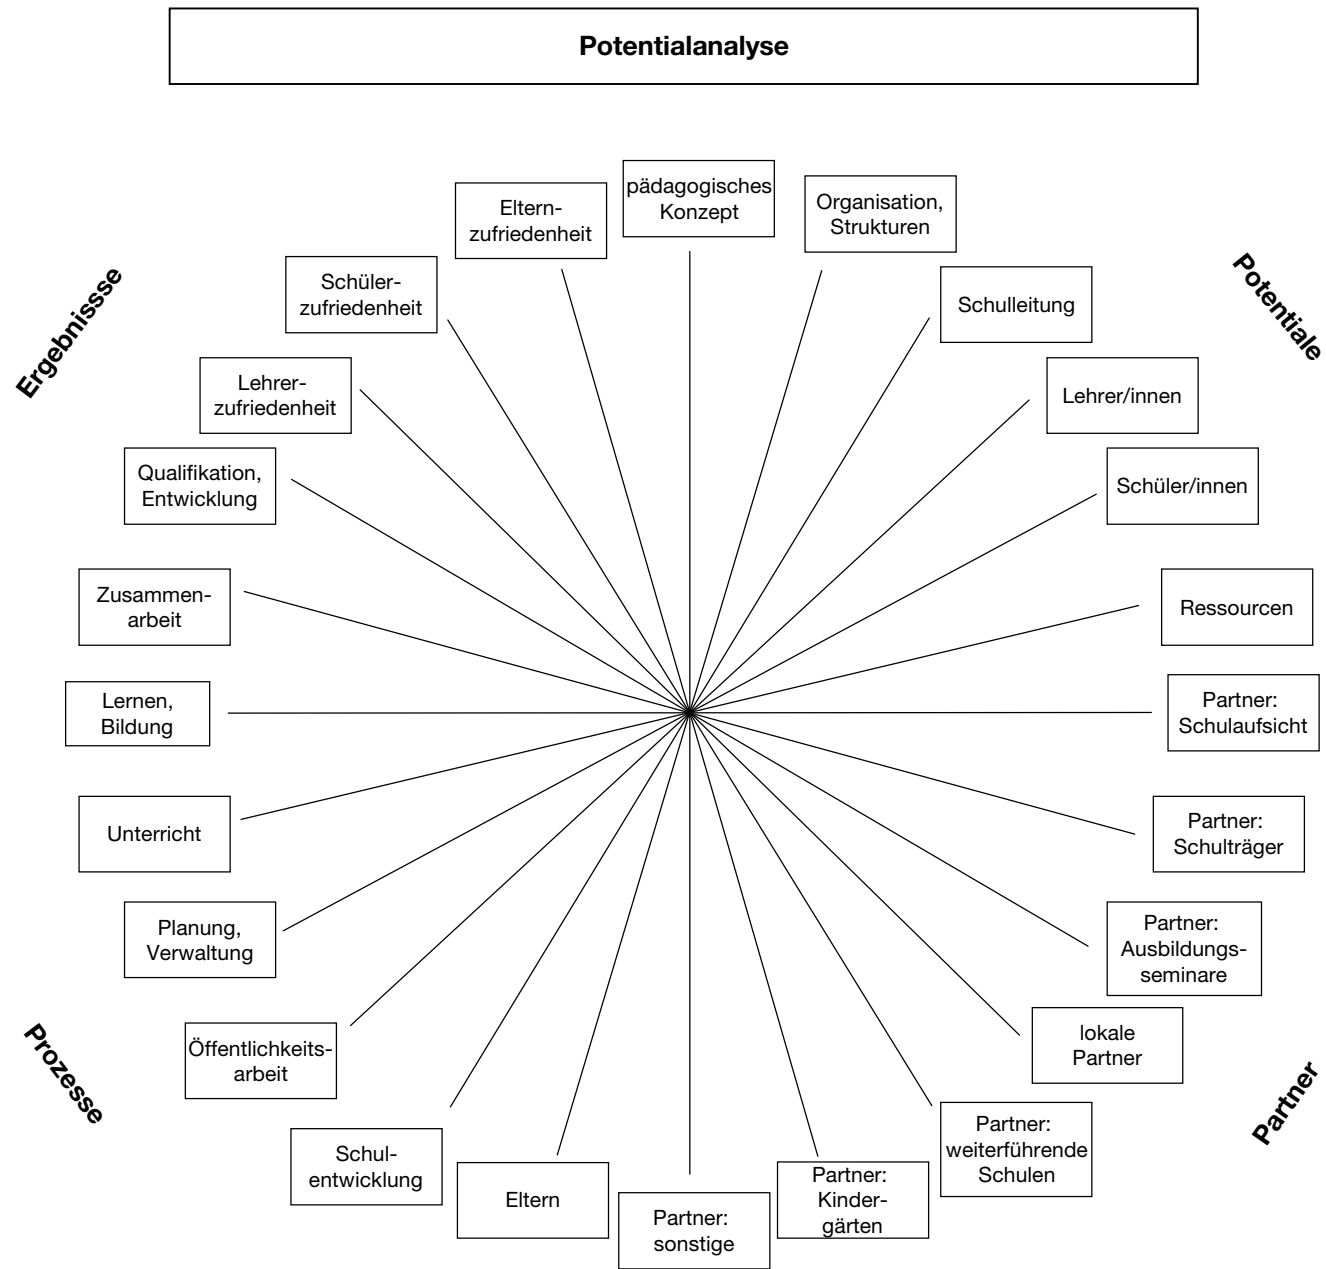 Potentialanalyse
pädagogisches
Konzept
Organisation,
Strukturen
Schulleitung
Lehrer/innen
Schüler/innen
Ressourcen
Partner:
Schulaufsicht
Partner:
Schulträger
Partner:
Ausbildungs-
seminare
lokale
Partner
Partner:
weiterführende
Schulen
Partner:
Kinder-
gärten
Partner:
sonstige
Eltern
Schul-
entwicklung
Öffentlichkeits-
arbeit
Planung,
Verwaltung
Unterricht
Lernen,
Bildung
Zusammen-
arbeit
Qualifikation,
Entwicklung
Lehrer-
zufriedenheit
Schüler-
zufriedenheit
Eltern-
zufriedenheit
Ergebnissse
Potentiale
Prozesse
Partner